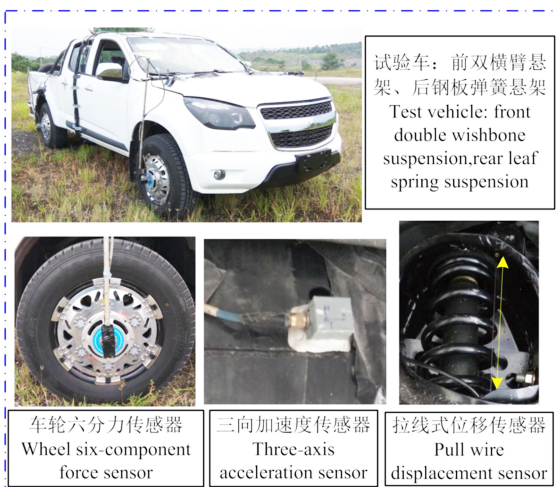 试验车：前双横臂悬
架、后钢板弹簧悬架
Test vehicle: front
double wishbone
suspension,rear leaf
spring suspension
车轮六分力传感器
Wheel six-component
force sensor
三向加速度传感器
Three-axis
acceleration sensor
拉线式位移传感器
Pull wire
displacement sensor